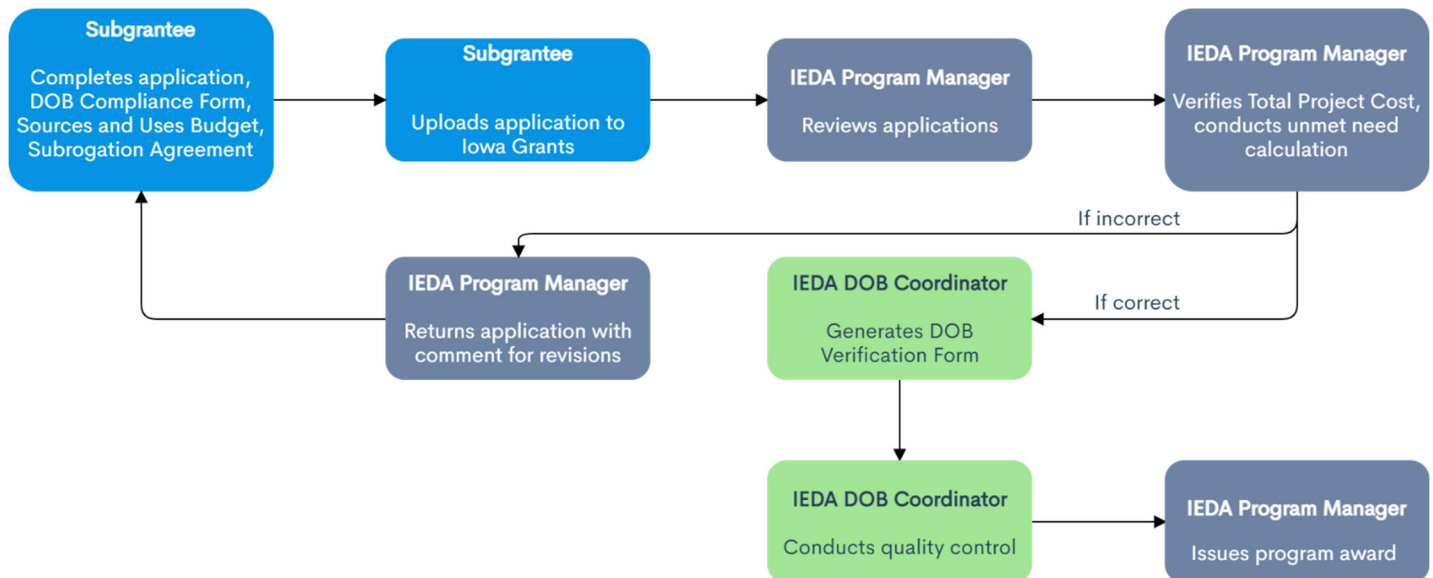 Subgrantee
Completes application,
DOB Compliance Form,
Sources and Uses Budget,
Subrogation Agreement
Subgrantee
Uploads application to
Iowa Grants
IEDA Program Manager
Reviews applications
IEDA Program Manager
Verifies Total Project Cost,
conducts unmet need
calculation
If incorrect
IEDA Program Manager
Returns application with
comment for revisions
If correct
IEDA DOB Coordinator
Generates DOB
Verification Form
IEDA DOB Coordinator
Conducts quality control
IEDA Program Manager
Issues program award